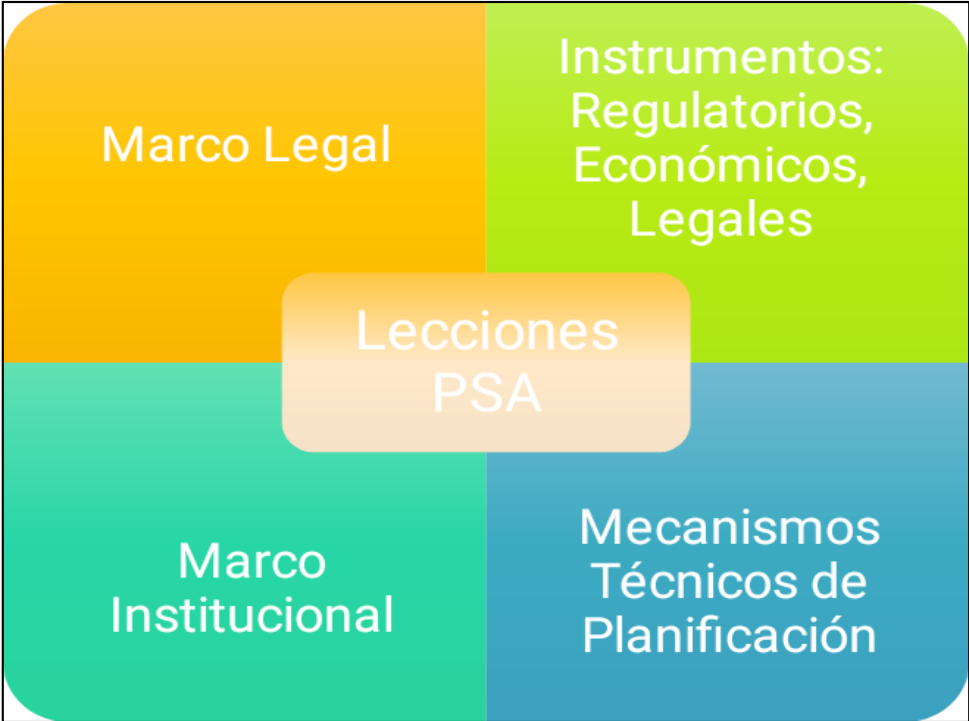 Marco Legal
Instrumentos:
Regulatorios,
Económicos,
Legales
Lecciones
PSA
Marco
Institucional
Mecanismos
Técnicos de
Planificación